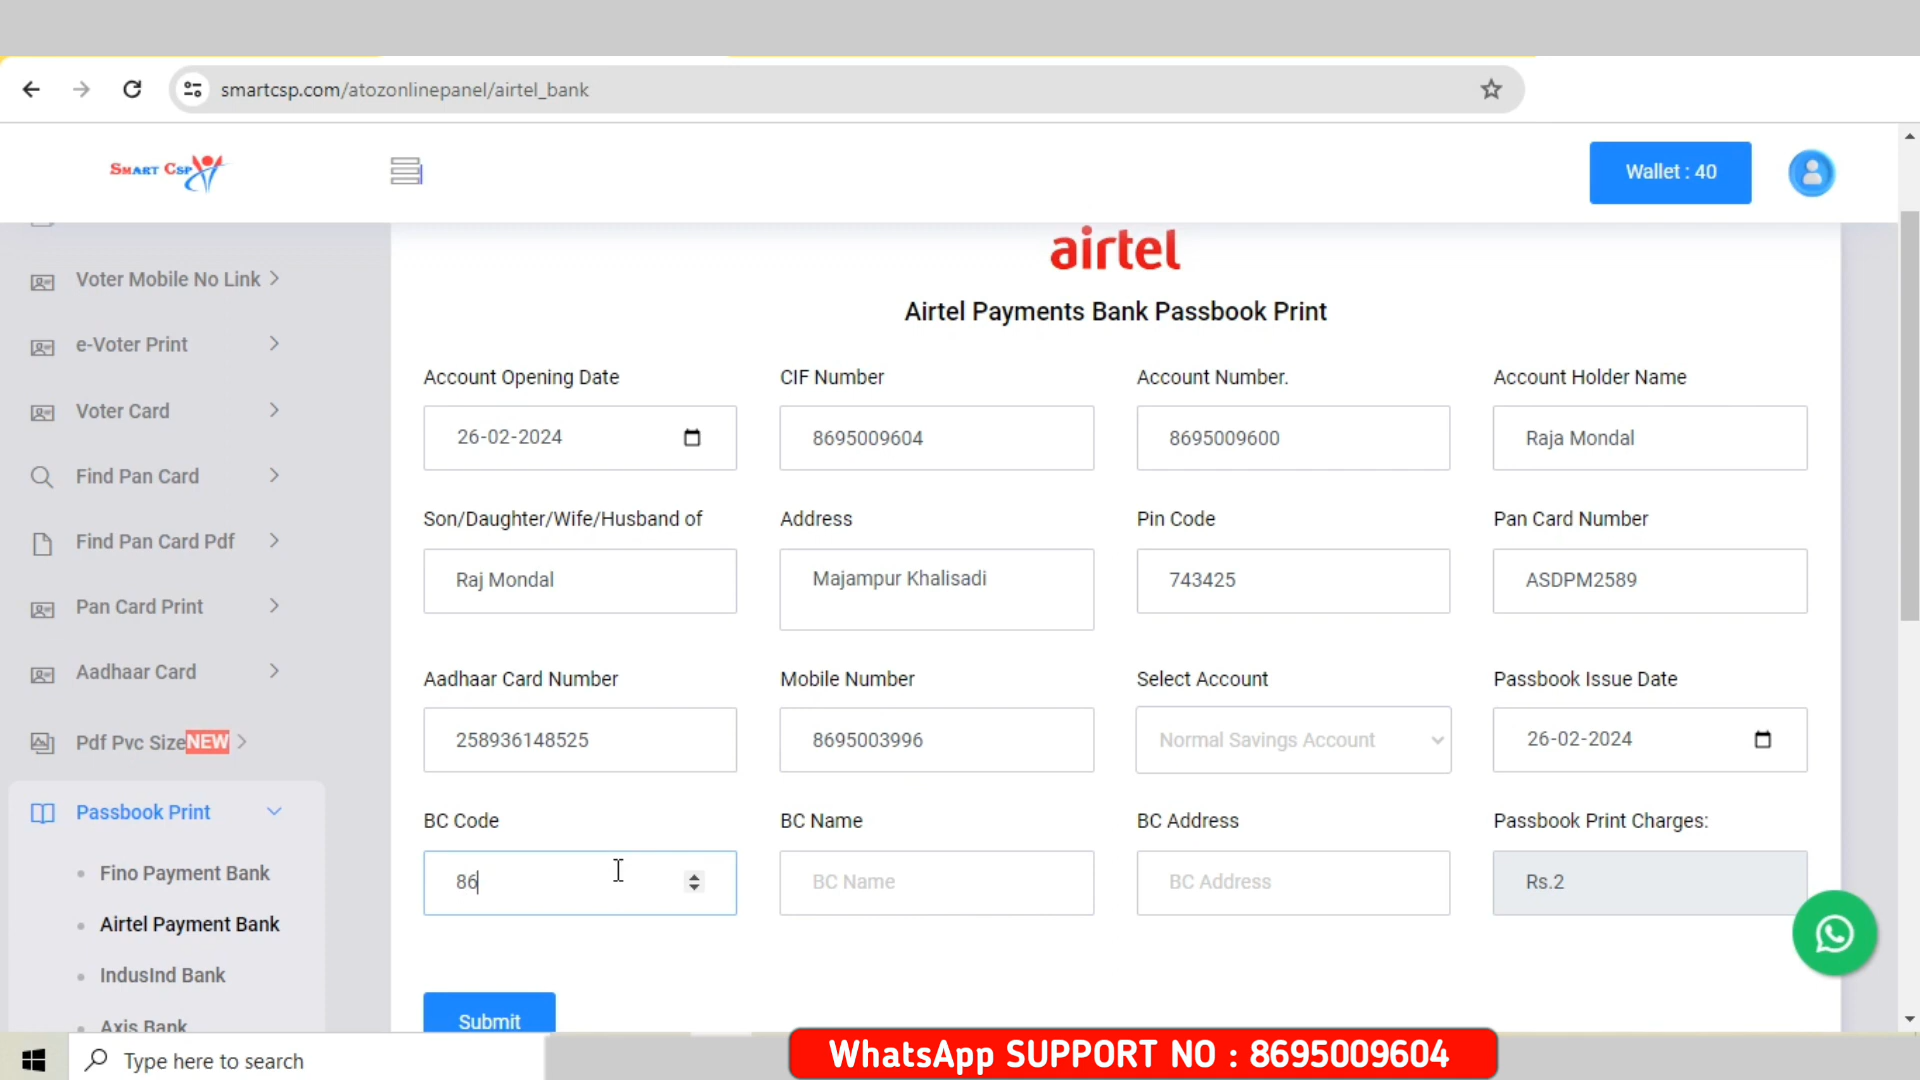 smartcsp.com/atozonlinepanel/airtel_bank
SMART CSP
Wallet : 40
Voter Mobile No Link
e-Voter Print
Voter Card
Find Pan Card
Find Pan Card Pdf
Pan Card Print
Aadhaar Card
Pdf Pvc Size NEW
Passbook Print
Fino Payment Bank
Airtel Payment Bank
IndusInd Bank
Axis Bank
airtel
Airtel Payments Bank Passbook Print
Account Opening Date CIF Number Account Number. Account Holder Name
26-02-2024 8695009604 8695009600 Raja Mondal
Son/Daughter/Wife/Husband of Address Pin Code Pan Card Number
Raj Mondal Majampur Khalisadi 743425 ASDPM2589
Aadhaar Card Number Mobile Number Select Account Passbook Issue Date
258936148525 8695003996 Normal Savings Account 26-02-2024
BC Code BC Name BC Address Passbook Print Charges:
86 BC Name BC Address Rs.2
Submit
Type here to search
WhatsApp SUPPORT NO : 8695009604